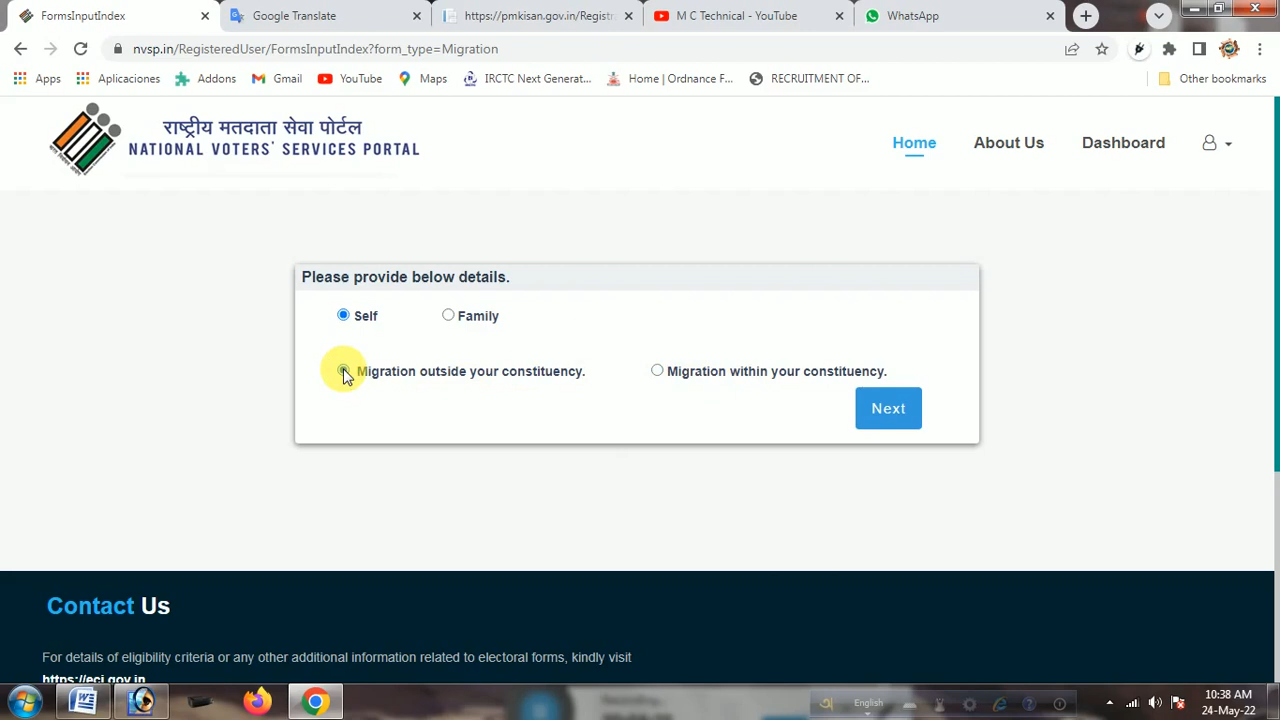 FormsInputIndex
Google Translate
https://pmkisan.gov.in/Registr
M C Technical - YouTube
WhatsApp
nvsp.in/RegisteredUser/FormsInputIndex?form_type=Migration
Apps
Aplicaciones
Addons
Gmail
YouTube
Maps
IRCTC Next Generat...
Home | Ordnance F...
RECRUITMENT OF...
Other bookmarks
राष्ट्रीय मतदाता सेवा पोर्टल
NATIONAL VOTERS' SERVICES PORTAL
Home
About Us
Dashboard
Please provide below details.
Self
Family
Migration outside your constituency.
Migration within your constituency.
Next
Contact Us
For details of eligibility criteria or any other additional information related to electoral forms, kindly visit
https://eci.gov.in
Recording...
English
10:38 AM
24-May-22